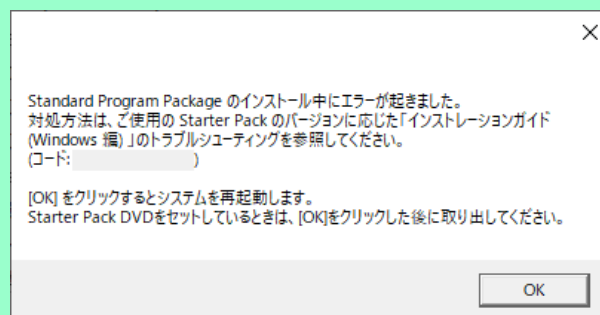 Standard Program Package のインストール中にエラーが起きました。
対処方法は、ご使用の Starter Pack のバージョンに応じた「インストレーションガイド
(Windows 編) 」のトラブルシューティングを参照してください。
(コード: )
[OK] をクリックするとシステムを再起動します。
Starter Pack DVDをセットしているときは、[OK]をクリックした後に取り出してください。
OK